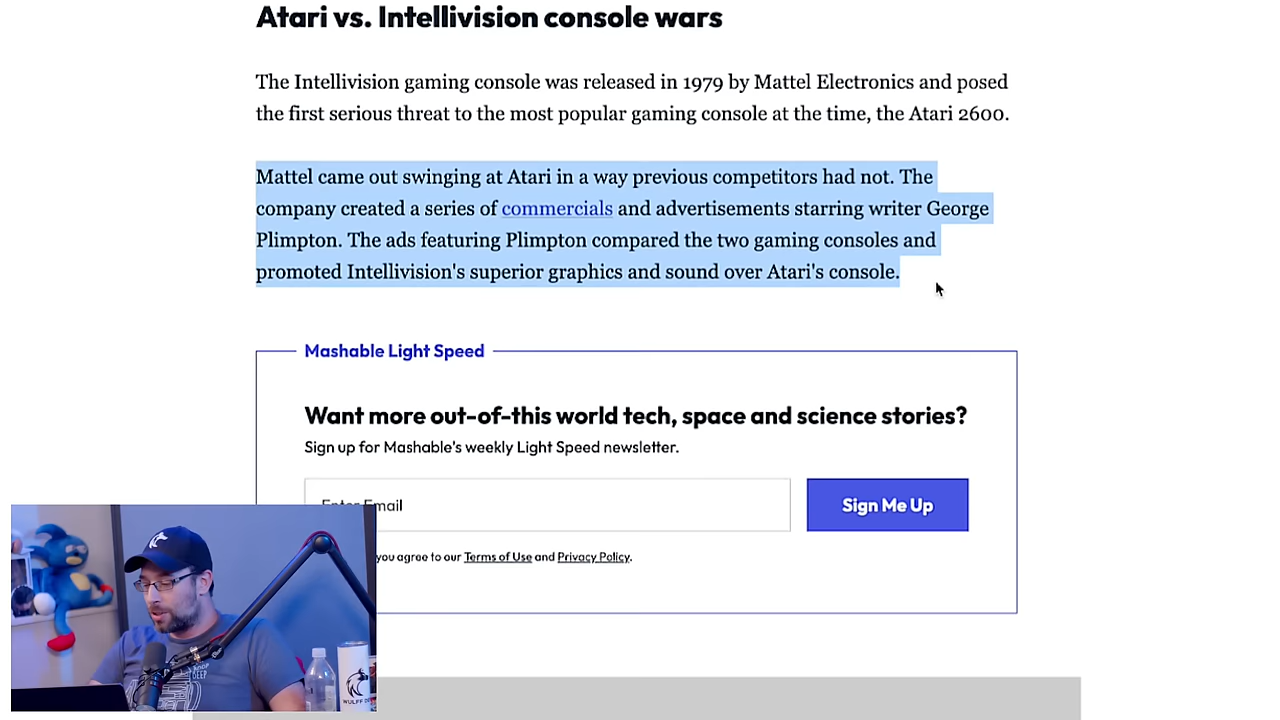 Atari vs. Intellivision console wars
The Intellivision gaming console was released in 1979 by Mattel Electronics and posed
the first serious threat to the most popular gaming console at the time, the Atari 2600.
Mattel came out swinging at Atari in a way previous competitors had not. The
company created a series of commercials and advertisements starring writer George
Plimpton. The ads featuring Plimpton compared the two gaming consoles and
promoted Intellivision's superior graphics and sound over Atari's console.
Mashable Light Speed
Want more out-of-this world tech, space and science stories?
Sign up for Mashable's weekly Light Speed newsletter.
Enter Email
Sign Me Up
you agree to our Terms of Use and Privacy Policy.
BEEP
WULFF